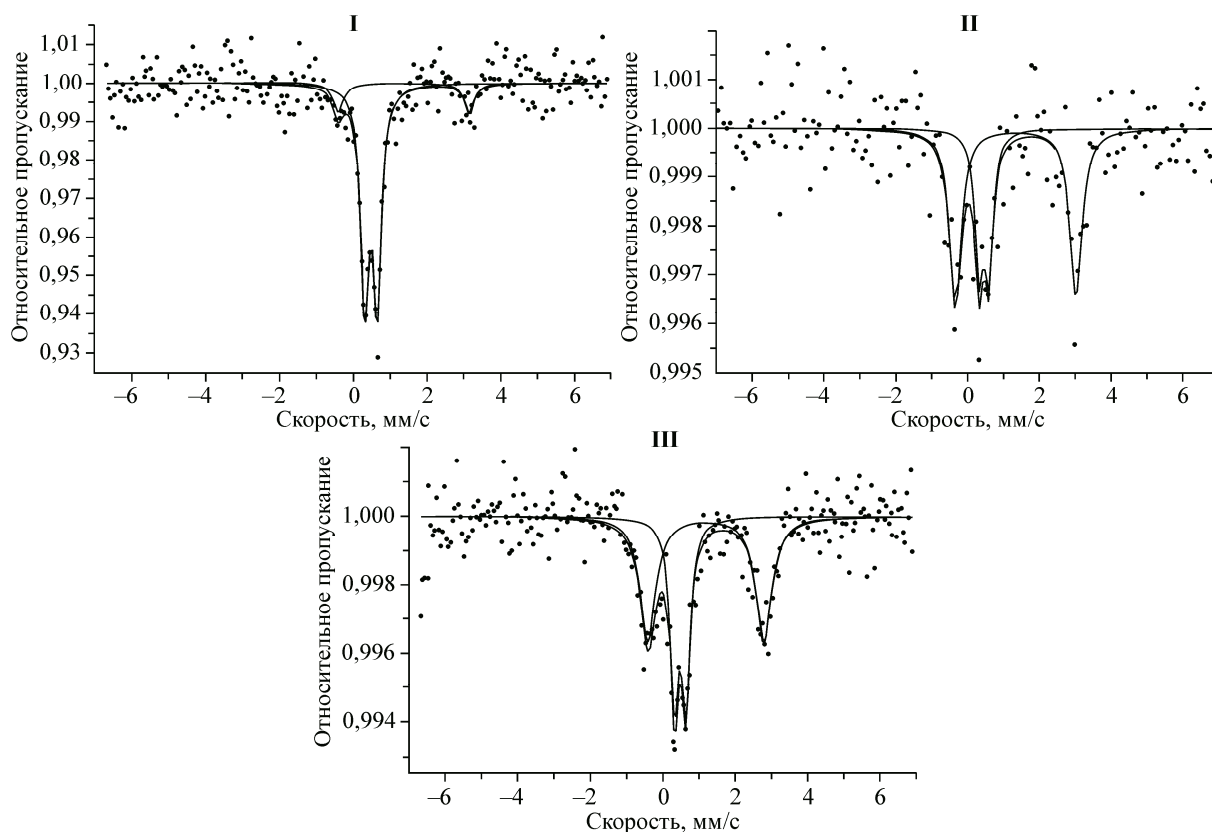 I
Относительное пропускание
1,01
1,00
0,99
0,98
0,97
0,96
0,95
0,94
0,93
–6 –4 –2 0 2 4 6
Скорость, мм/с
II
Относительное пропускание
1,001
1,000
0,999
0,998
0,997
0,996
0,995
–6 –4 –2 0 2 4 6
Скорость, мм/с
III
Относительное пропускание
1,000
0,998
0,996
0,994
–6 –4 –2 0 2 4 6
Скорость, мм/с